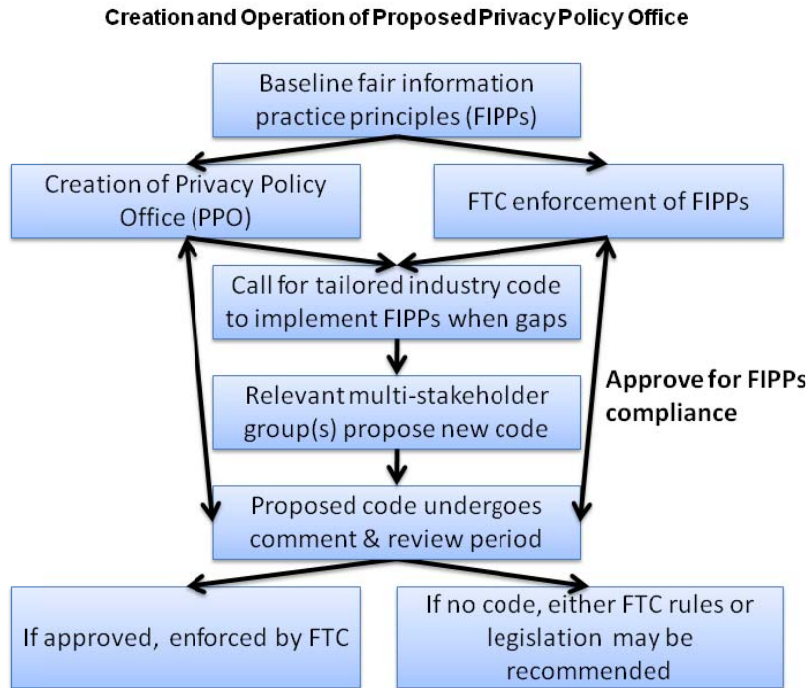 Creation and Operation of Proposed Privacy Policy Office
Baseline fair information
practice principles (FIPPs)
Creation of Privacy Policy
Office (PPO)
FTC enforcement of FIPPs
Call for tailored industry code
to implement FIPPs when gaps
Relevant multi-stakeholder
group(s) propose new code
Approve for FIPPs
compliance
Proposed code undergoes
comment & review period
If approved, enforced by FTC
If no code, either FTC rules or
legislation may be
recommended